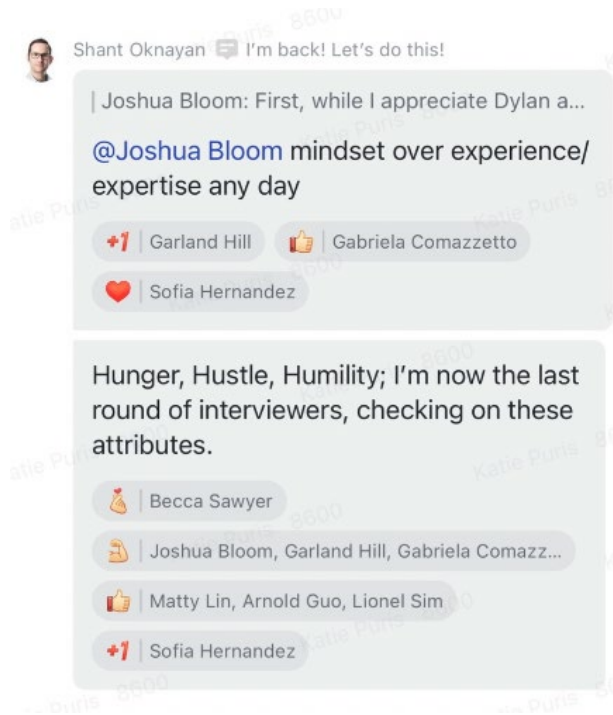 Shant Oknayan I'm back! Let's do this!
Joshua Bloom: First, while I appreciate Dylan a...
@Joshua Bloom mindset over experience/
expertise any day
+1 | Garland Hill 👍 | Gabriela Comazzetto
❤️ | Sofia Hernandez
Hunger, Hustle, Humility; I'm now the last
round of interviewers, checking on these
attributes.
Becca Sawyer
Joshua Bloom, Garland Hill, Gabriela Comazz...
Matty Lin, Arnold Guo, Lionel Sim
+1 | Sofia Hernandez
Katie Puris 8600